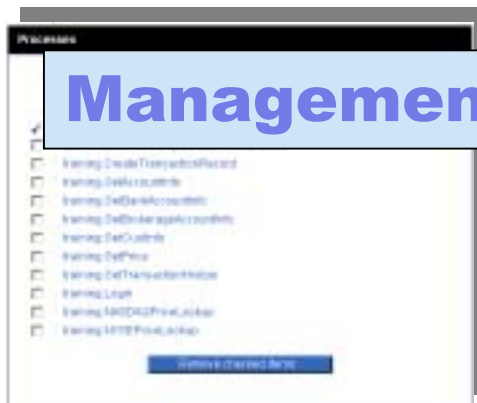 Processes
Managemen
training.CreateTransactionRecord
training.GetAccountInfo
training.GetBankAccountInfo
training.GetBrokerageAccountInfo
training.GetCustInfo
training.GetPrice
training.GetTransactionHistory
training.Login
training.NASDAQPriceLookup
training.NYSEPriceLookup
Remove checked items